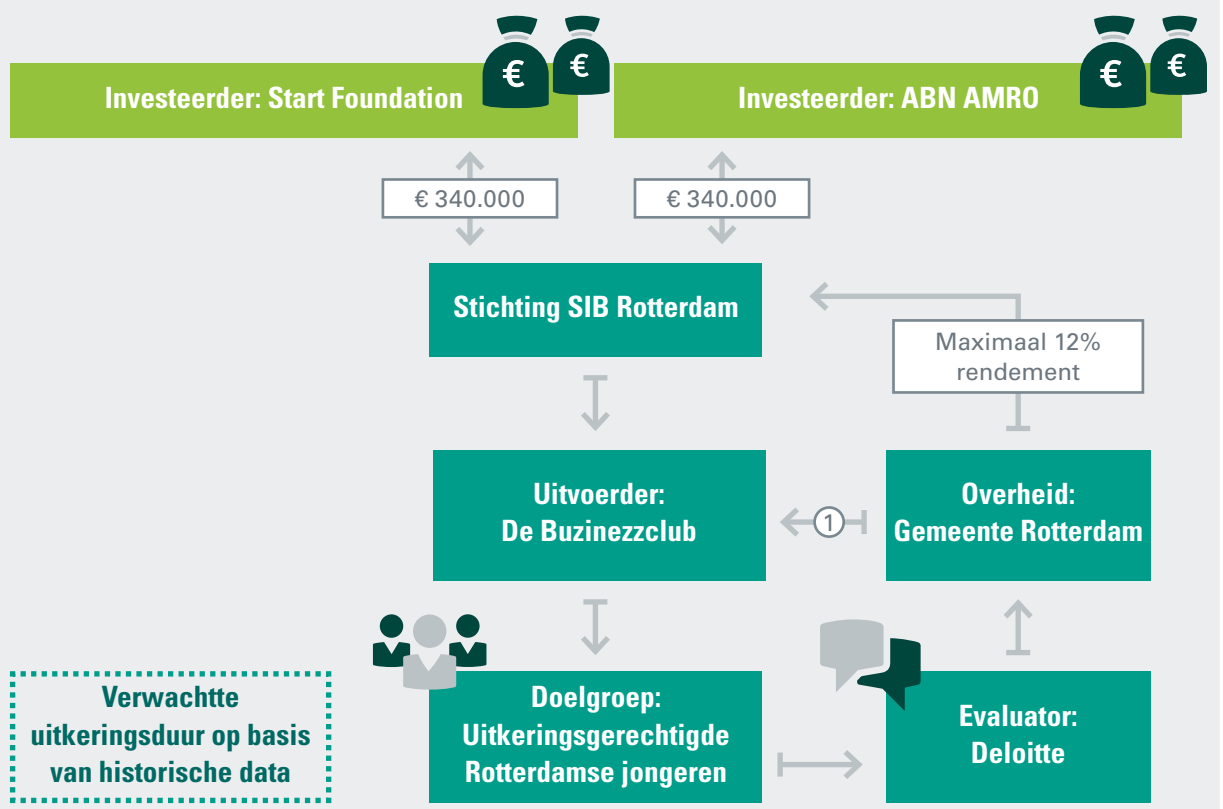 €
€
€
€
Investeerder: Start Foundation
Investeerder: ABN AMRO
€ 340.000
€ 340.000
Stichting SIB Rotterdam
Maximaal 12%
rendement
Uitvoerder:
De Buzinezzclub
1
Overheid:
Gemeente Rotterdam
Verwachtte
uitkeringsduur op basis
van historische data
Doelgroep:
Uitkeringsgerechtigde
Rotterdamse jongeren
Evaluator:
Deloitte